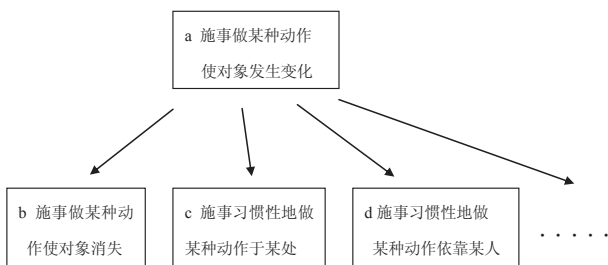 a 施事做某种动作
使对象发生变化
b 施事做某种动
作使对象消失
c 施事习惯性地做
某种动作于某处
d 施事习惯性地做
某种动作依靠某人
· · · · ·